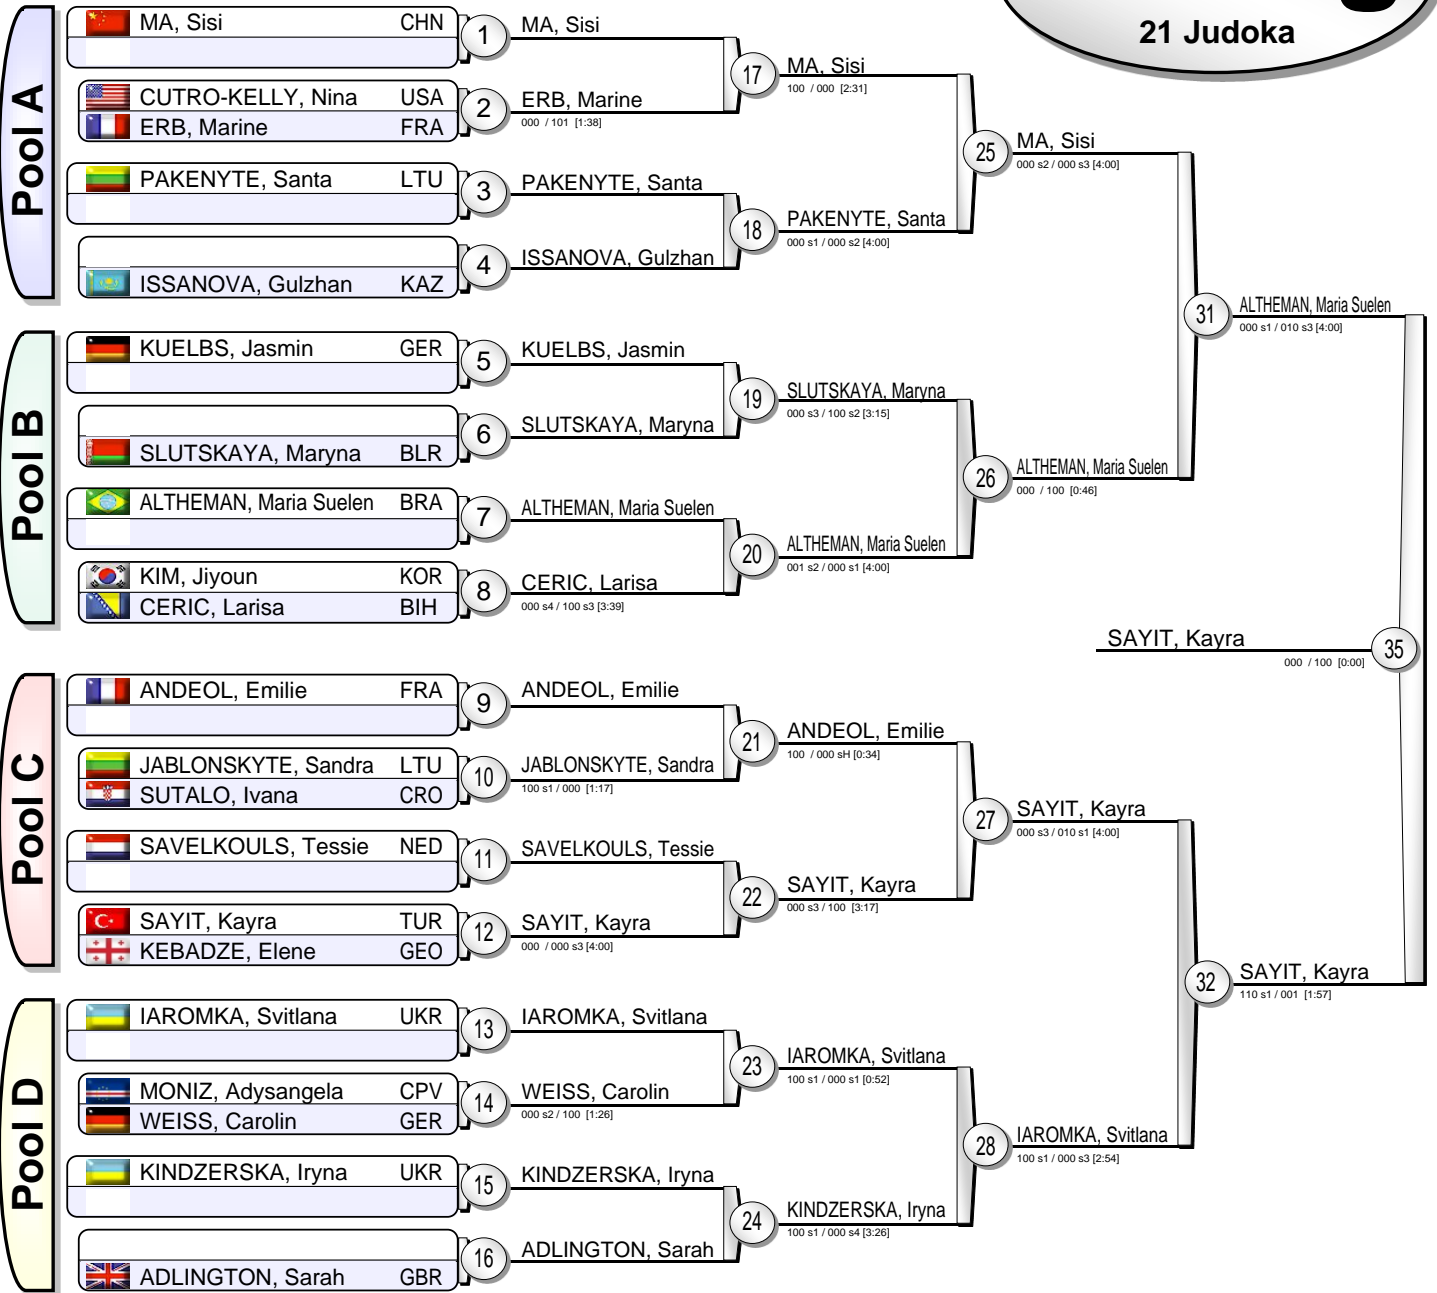 21 Judoka
Pool A
MA, Sisi CHN
1
MA, Sisi
CUTRO-KELLY, Nina USA
ERB, Marine FRA
2
ERB, Marine
000 / 101 [1:38]
17
MA, Sisi
100 / 000 [2:31]
PAKENYTE, Santa LTU
3
PAKENYTE, Santa
ISSANOVA, Gulzhan KAZ
4
ISSANOVA, Gulzhan
18
PAKENYTE, Santa
000 s1 / 000 s2 [4:00]
25
MA, Sisi
000 s2 / 000 s3 [4:00]
Pool B
KUELBS, Jasmin GER
5
KUELBS, Jasmin
SLUTSKAYA, Maryna BLR
6
SLUTSKAYA, Maryna
19
SLUTSKAYA, Maryna
000 s3 / 100 s2 [3:15]
ALTHEMAN, Maria Suelen BRA
7
ALTHEMAN, Maria Suelen
KIM, Jiyoun KOR
CERIC, Larisa BIH
8
CERIC, Larisa
000 s4 / 100 s3 [3:39]
20
ALTHEMAN, Maria Suelen
001 s2 / 000 s1 [4:00]
26
ALTHEMAN, Maria Suelen
000 / 100 [0:46]
31
ALTHEMAN, Maria Suelen
000 s1 / 010 s3 [4:00]
SAYIT, Kayra
000 / 100 [0:00]
35
Pool C
ANDEOL, Emilie FRA
9
ANDEOL, Emilie
JABLONSKYTE, Sandra LTU
SUTALO, Ivana CRO
10
JABLONSKYTE, Sandra
100 s1 / 000 [1:17]
21
ANDEOL, Emilie
100 / 000 sH [0:34]
SAVELKOULS, Tessie NED
11
SAVELKOULS, Tessie
SAYIT, Kayra TUR
KEBADZE, Elene GEO
12
SAYIT, Kayra
000 / 000 s3 [4:00]
22
SAYIT, Kayra
000 s3 / 100 [3:17]
27
SAYIT, Kayra
000 s3 / 010 s1 [4:00]
Pool D
IAROMKA, Svitlana UKR
13
IAROMKA, Svitlana
MONIZ, Adysangela CPV
WEISS, Carolin GER
14
WEISS, Carolin
000 s2 / 100 [1:26]
23
IAROMKA, Svitlana
100 s1 / 000 s1 [0:52]
KINDZERSKA, Iryna UKR
15
KINDZERSKA, Iryna
ADLINGTON, Sarah GBR
16
ADLINGTON, Sarah
24
KINDZERSKA, Iryna
100 s1 / 000 s4 [3:26]
28
IAROMKA, Svitlana
100 s1 / 000 s3 [2:54]
32
SAYIT, Kayra
110 s1 / 001 [1:57]